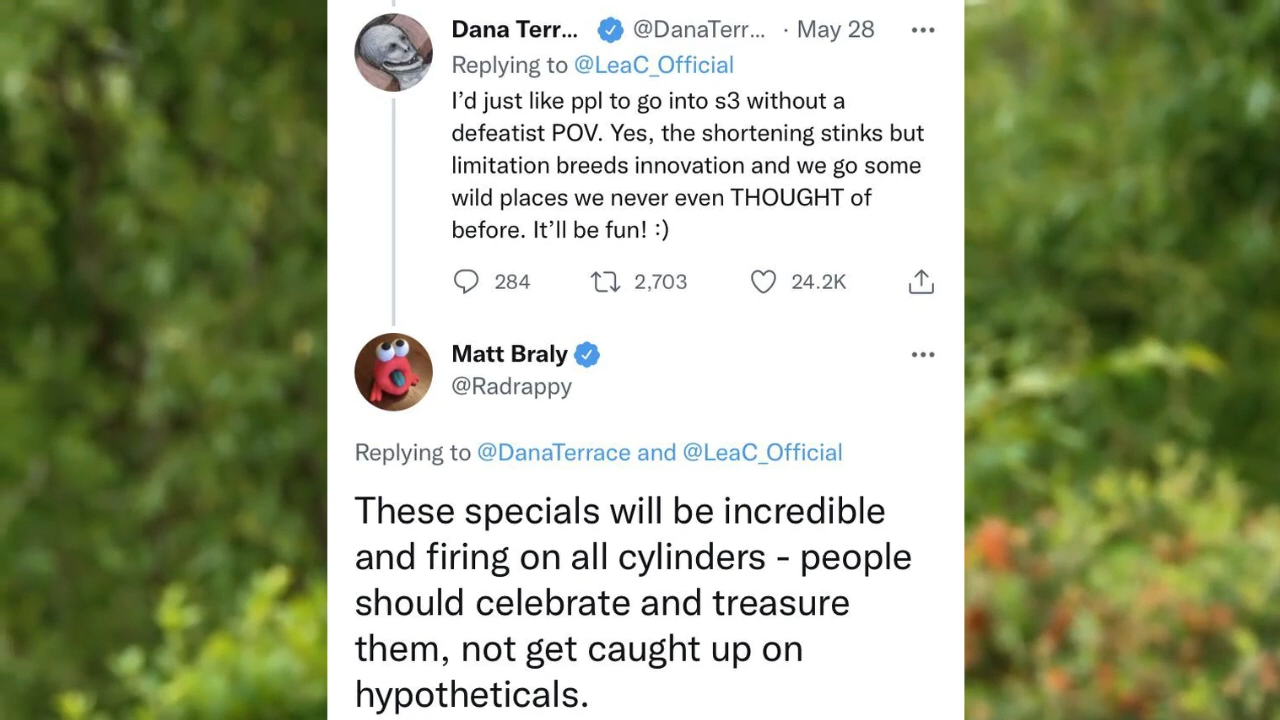 Dana Terr... @DanaTerr... · May 28
Replying to @LeaC_Official
I’d just like ppl to go into s3 without a
defeatist POV. Yes, the shortening stinks but
limitation breeds innovation and we go some
wild places we never even THOUGHT of
before. It’ll be fun! :)
284 2,703 24.2K
Matt Braly
@Radrappy
Replying to @DanaTerrace and @LeaC_Official
These specials will be incredible
and firing on all cylinders - people
should celebrate and treasure
them, not get caught up on
hypotheticals.